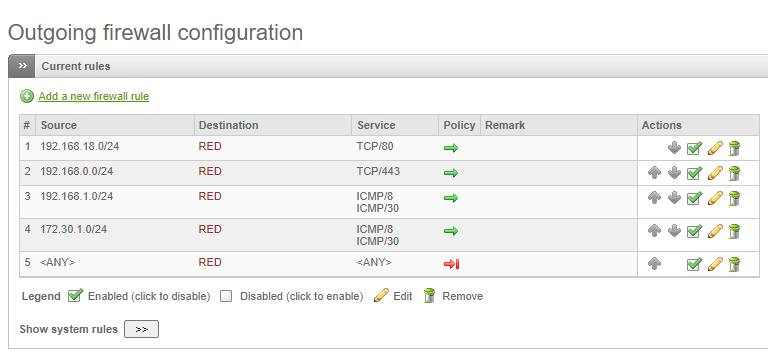 Outgoing firewall configuration
» Current rules
Add a new firewall rule
# Source Destination Service Policy Remark Actions
1 192.168.18.0/24 RED TCP/80
2 192.168.0.0/24 RED TCP/443
3 192.168.1.0/24 RED ICMP/8
ICMP/30
4 172.30.1.0/24 RED ICMP/8
ICMP/30
5 <ANY> RED <ANY>
Legend Enabled (click to disable) Disabled (click to enable) Edit Remove
Show system rules >>